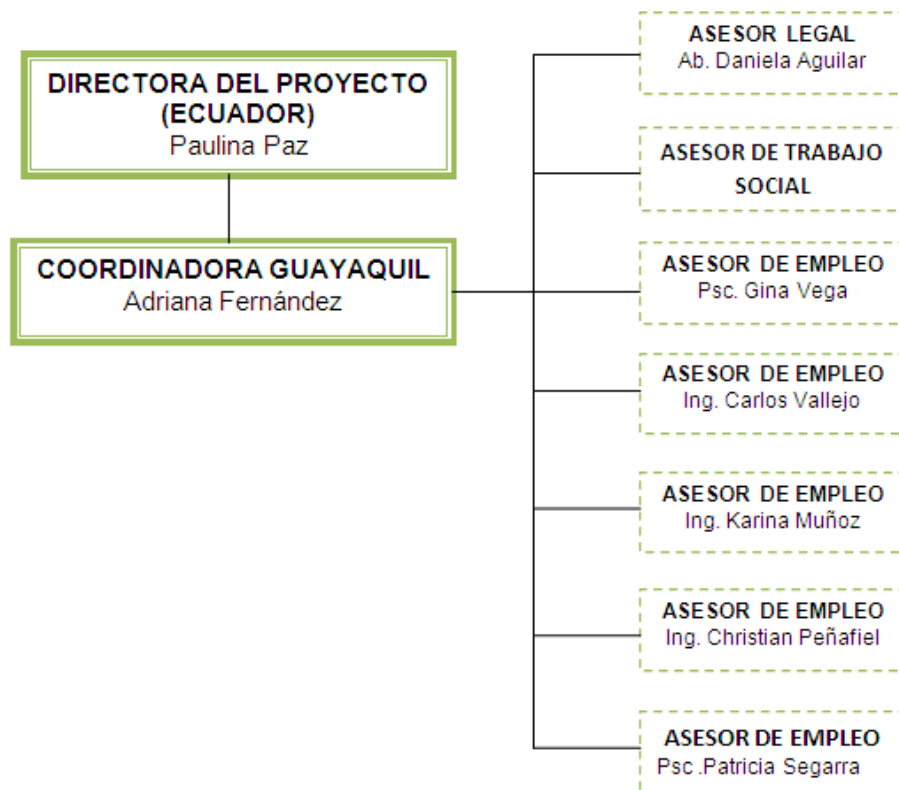 DIRECTORA DEL PROYECTO
(ECUADOR)
Paulina Paz
COORDINADORA GUAYAQUIL
Adriana Fernández
ASESOR LEGAL
Ab. Daniela Aguilar
ASESOR DE TRABAJO
SOCIAL
ASESOR DE EMPLEO
Psc. Gina Vega
ASESOR DE EMPLEO
Ing. Carlos Vallejo
ASESOR DE EMPLEO
Ing. Karina Muñoz
ASESOR DE EMPLEO
Ing. Christian Peñafiel
ASESOR DE EMPLEO
Psc .Patricia Segarra